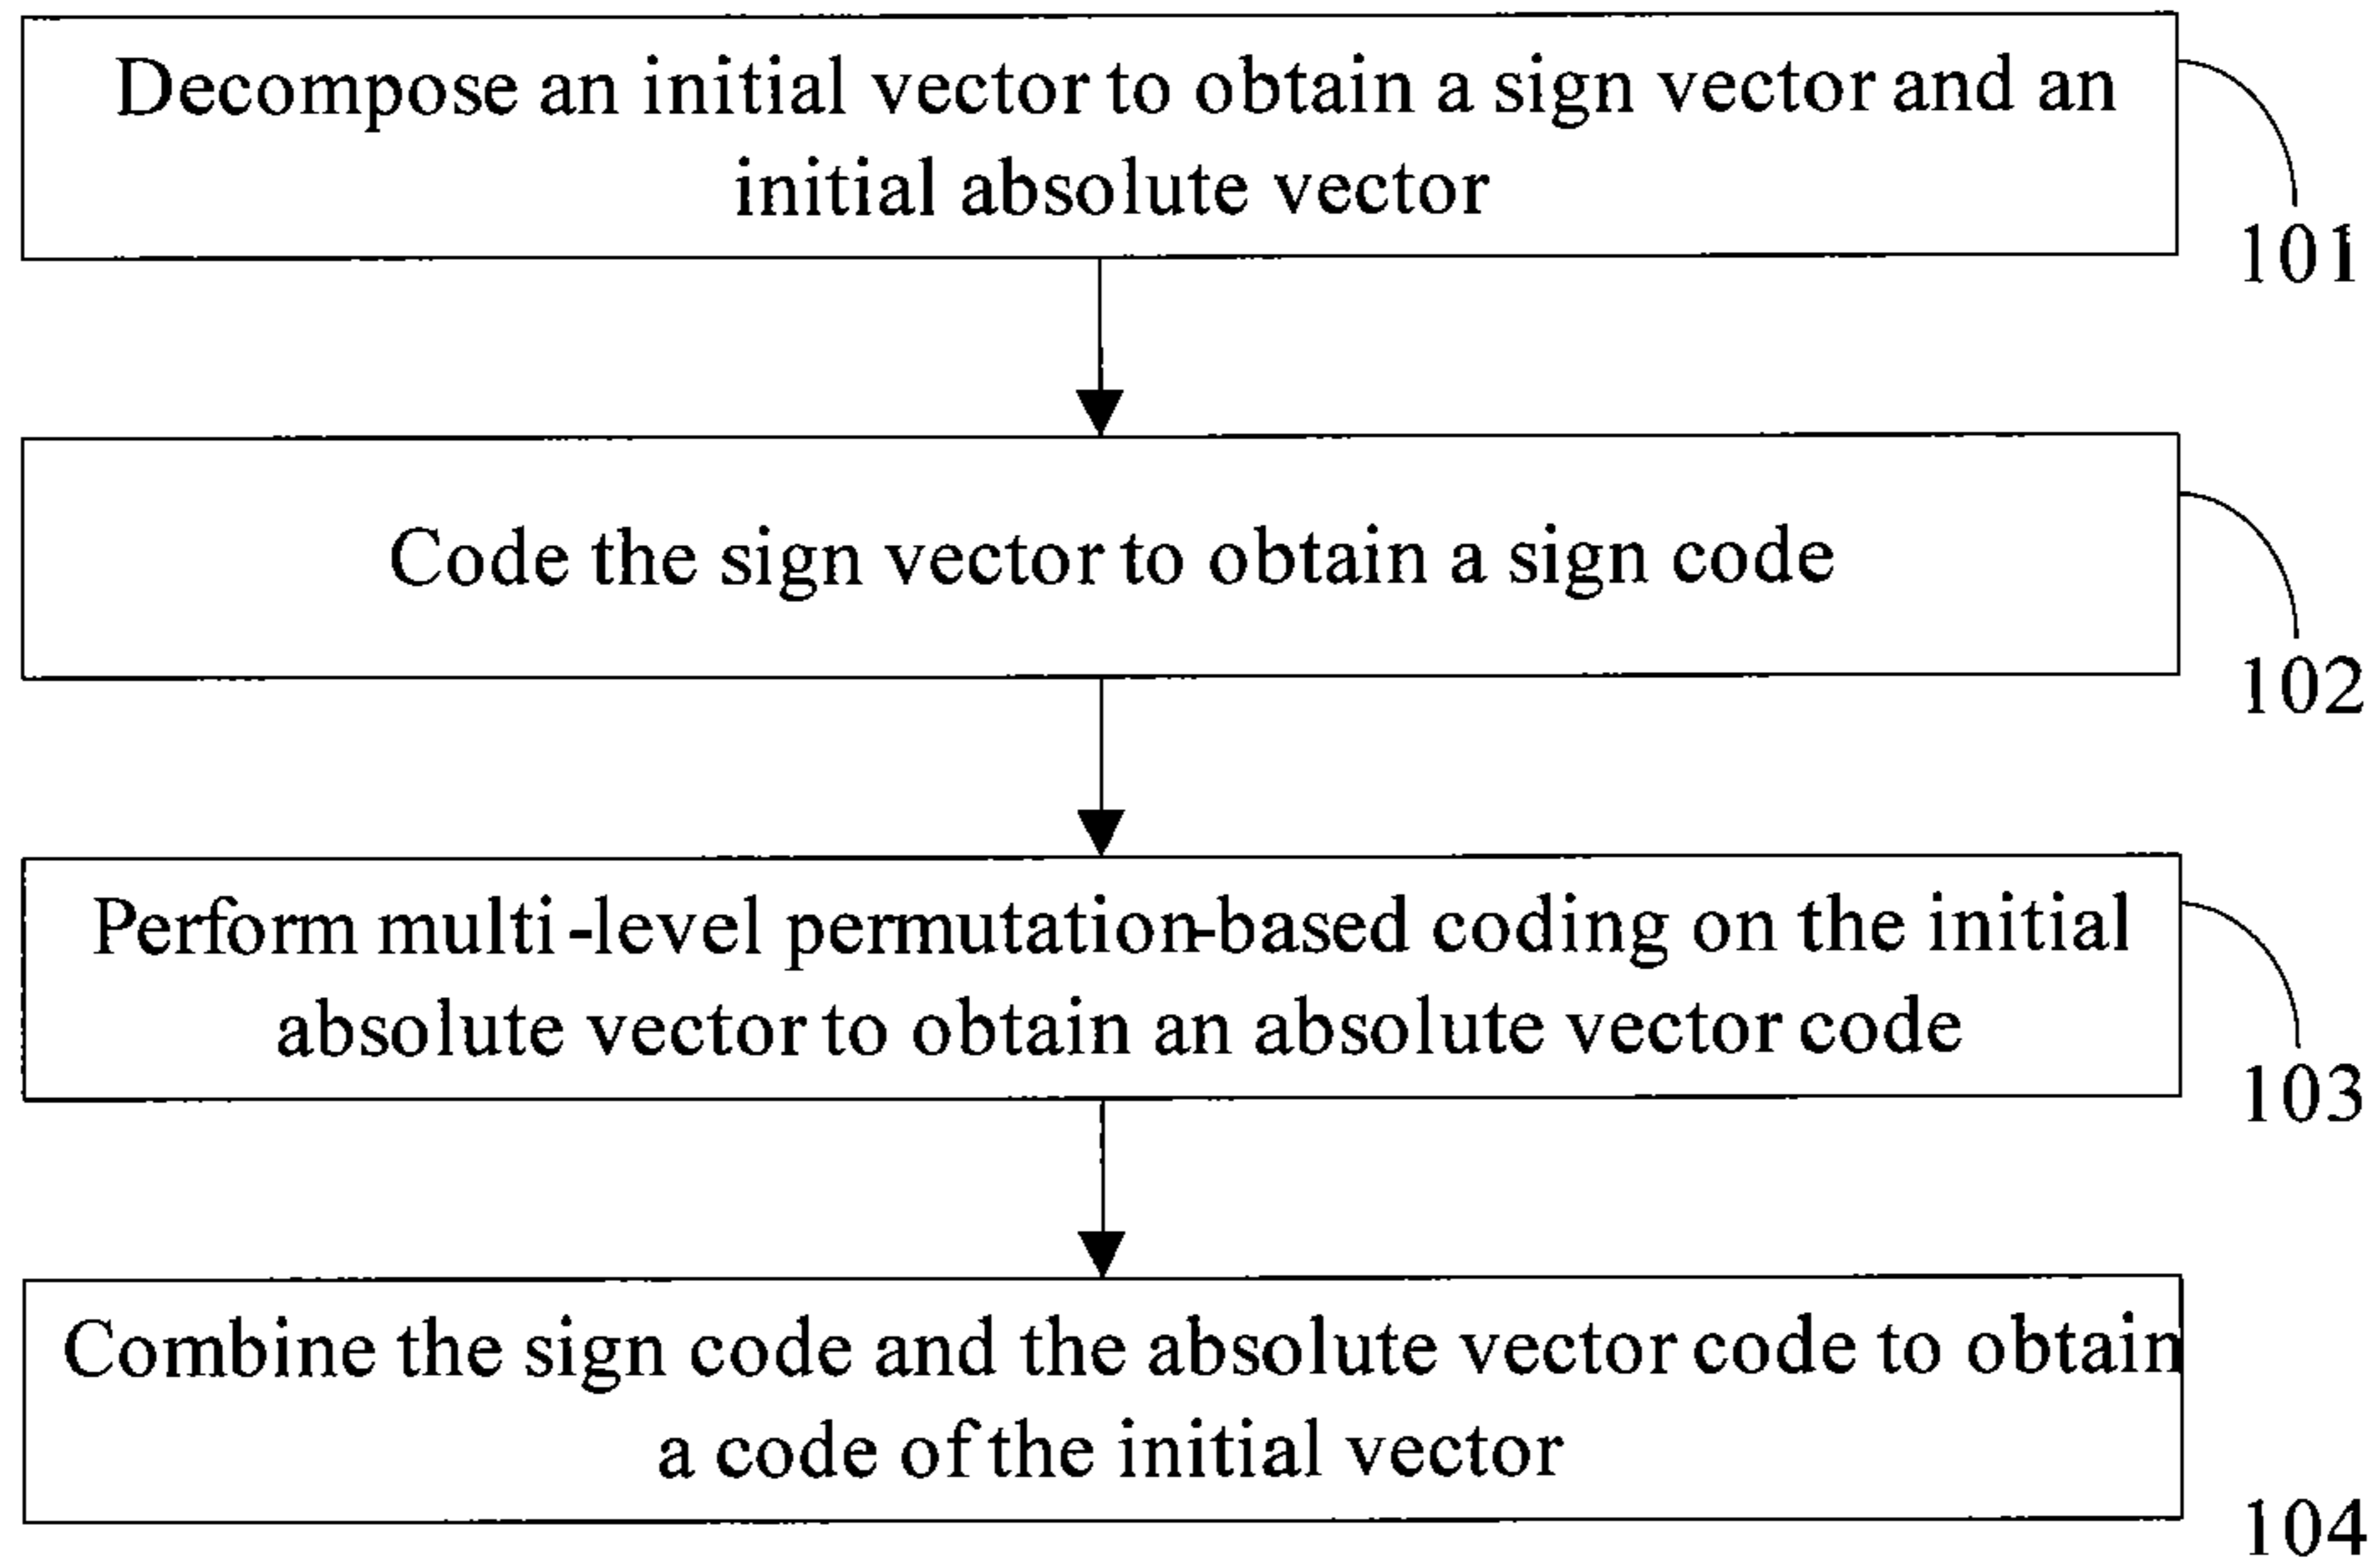 Decompose an initial vector to obtain a sign vector and an
initial absolute vector
101
Code the sign vector to obtain a sign code
102
Perform multi-level permutation-based coding on the initial
absolute vector to obtain an absolute vector code
103
Combine the sign code and the absolute vector code to obtain
a code of the initial vector
104